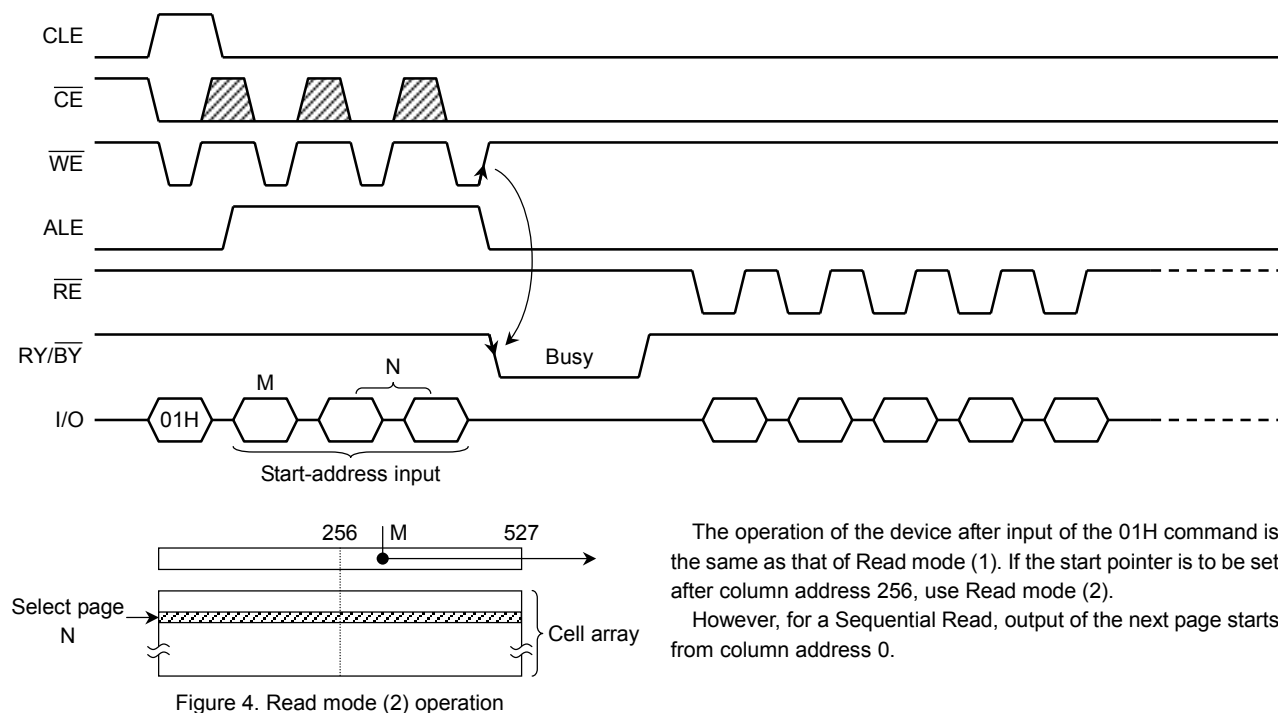 CLE
CE
WE
ALE
RE
RY/BY
Busy
M
N
I/O
01H
Start-address input
256
M
527
Select page
N
Cell array
Figure 4. Read mode (2) operation
The operation of the device after input of the 01H command is
the same as that of Read mode (1). If the start pointer is to be set
after column address 256, use Read mode (2).
However, for a Sequential Read, output of the next page starts
from column address 0.